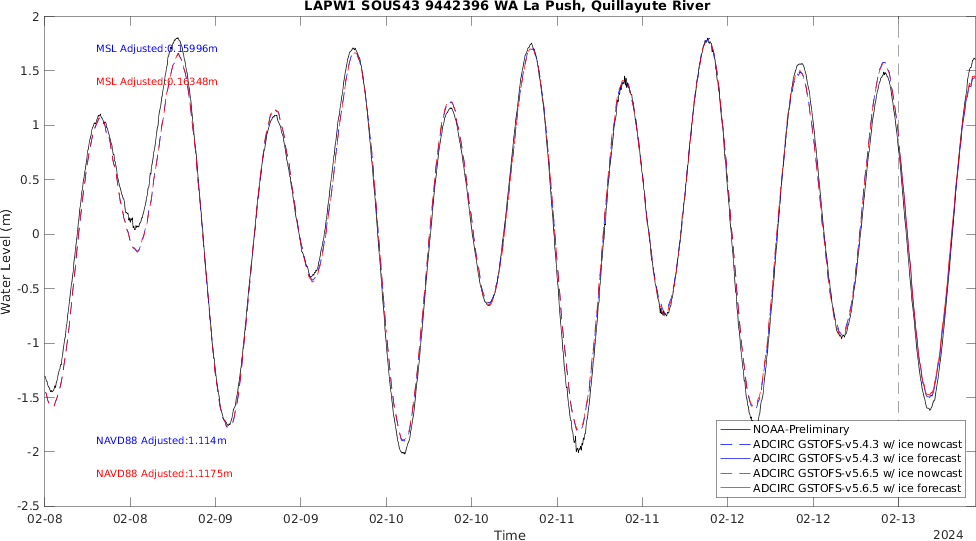 LAPW1 SOUS43 9442396 WA La Push, Quillayute River
2
1.5
1
0.5
0
-0.5
-1
-1.5
-2
-2.5
Water Level (m)
MSL Adjusted:0.15996m
MSL Adjusted:0.16348m
NAVD88 Adjusted:1.114m
NAVD88 Adjusted:1.1175m
NOAA-Preliminary
ADCIRC GSTOFS-v5.4.3 w/ ice nowcast
ADCIRC GSTOFS-v5.4.3 w/ ice forecast
ADCIRC GSTOFS-v5.6.5 w/ ice nowcast
ADCIRC GSTOFS-v5.6.5 w/ ice forecast
02-08 02-08 02-09 02-09 02-10 02-10 02-11 02-11 02-12 02-12 02-13
Time
2024